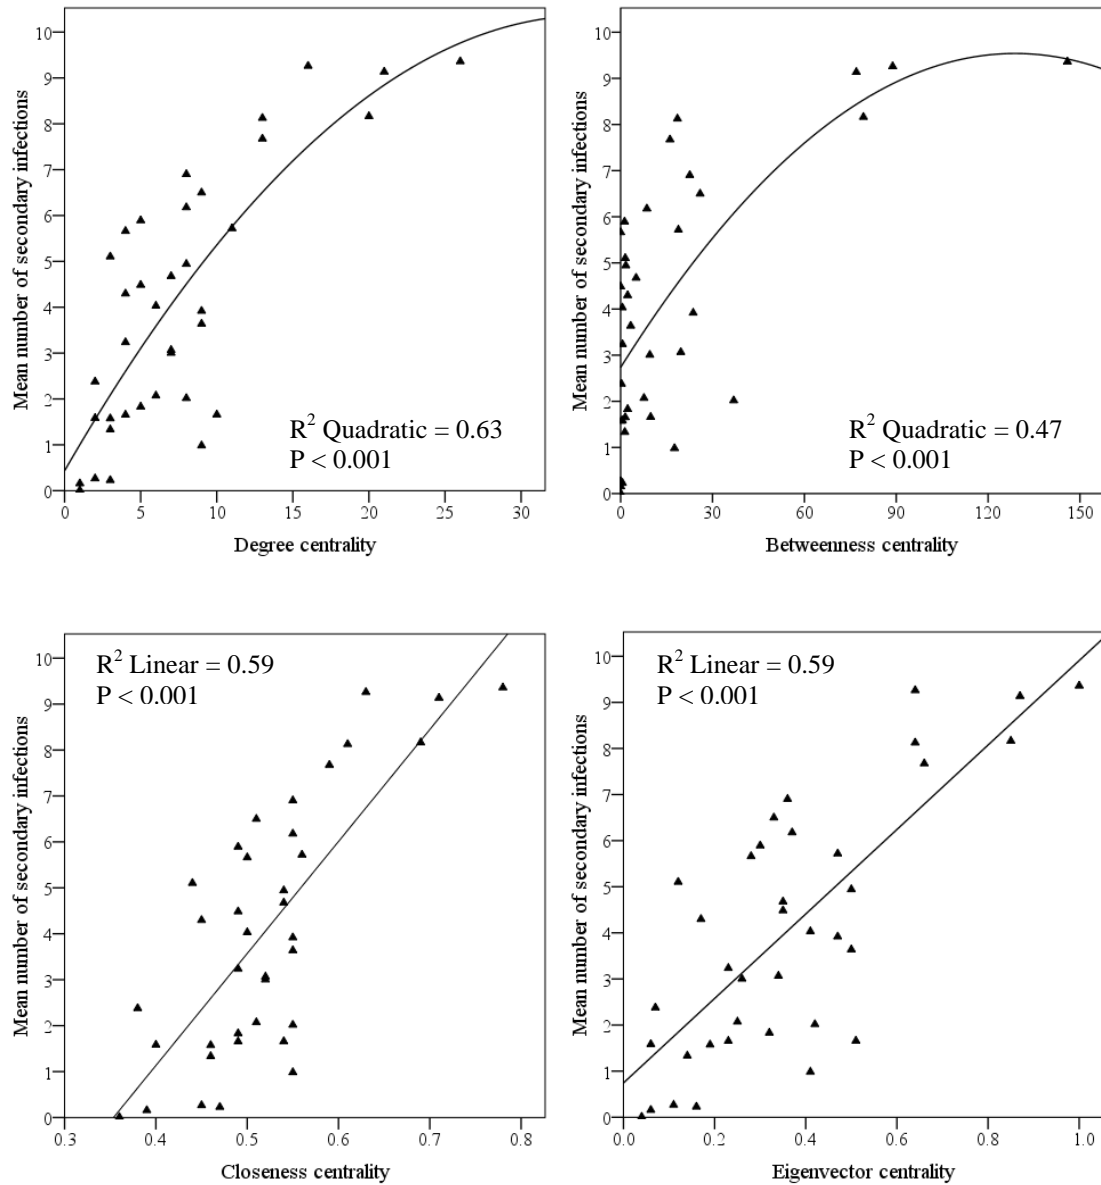 Mean number of secondary infections
10
9
8
7
6
5
4
3
2
1
0
R² Quadratic = 0.63
P < 0.001
0 5 10 15 20 25 30
Degree centrality
Mean number of secondary infections
10
9
8
7
6
5
4
3
2
1
0
R² Quadratic = 0.47
P < 0.001
0 30 60 90 120 150
Betweenness centrality
Mean number of secondary infections
10
9
8
7
6
5
4
3
2
1
0
R² Linear = 0.59
P < 0.001
0.3 0.4 0.5 0.6 0.7 0.8
Closeness centrality
Mean number of secondary infections
10
9
8
7
6
5
4
3
2
1
0
R² Linear = 0.59
P < 0.001
0.0 0.2 0.4 0.6 0.8 1.0
Eigenvector centrality